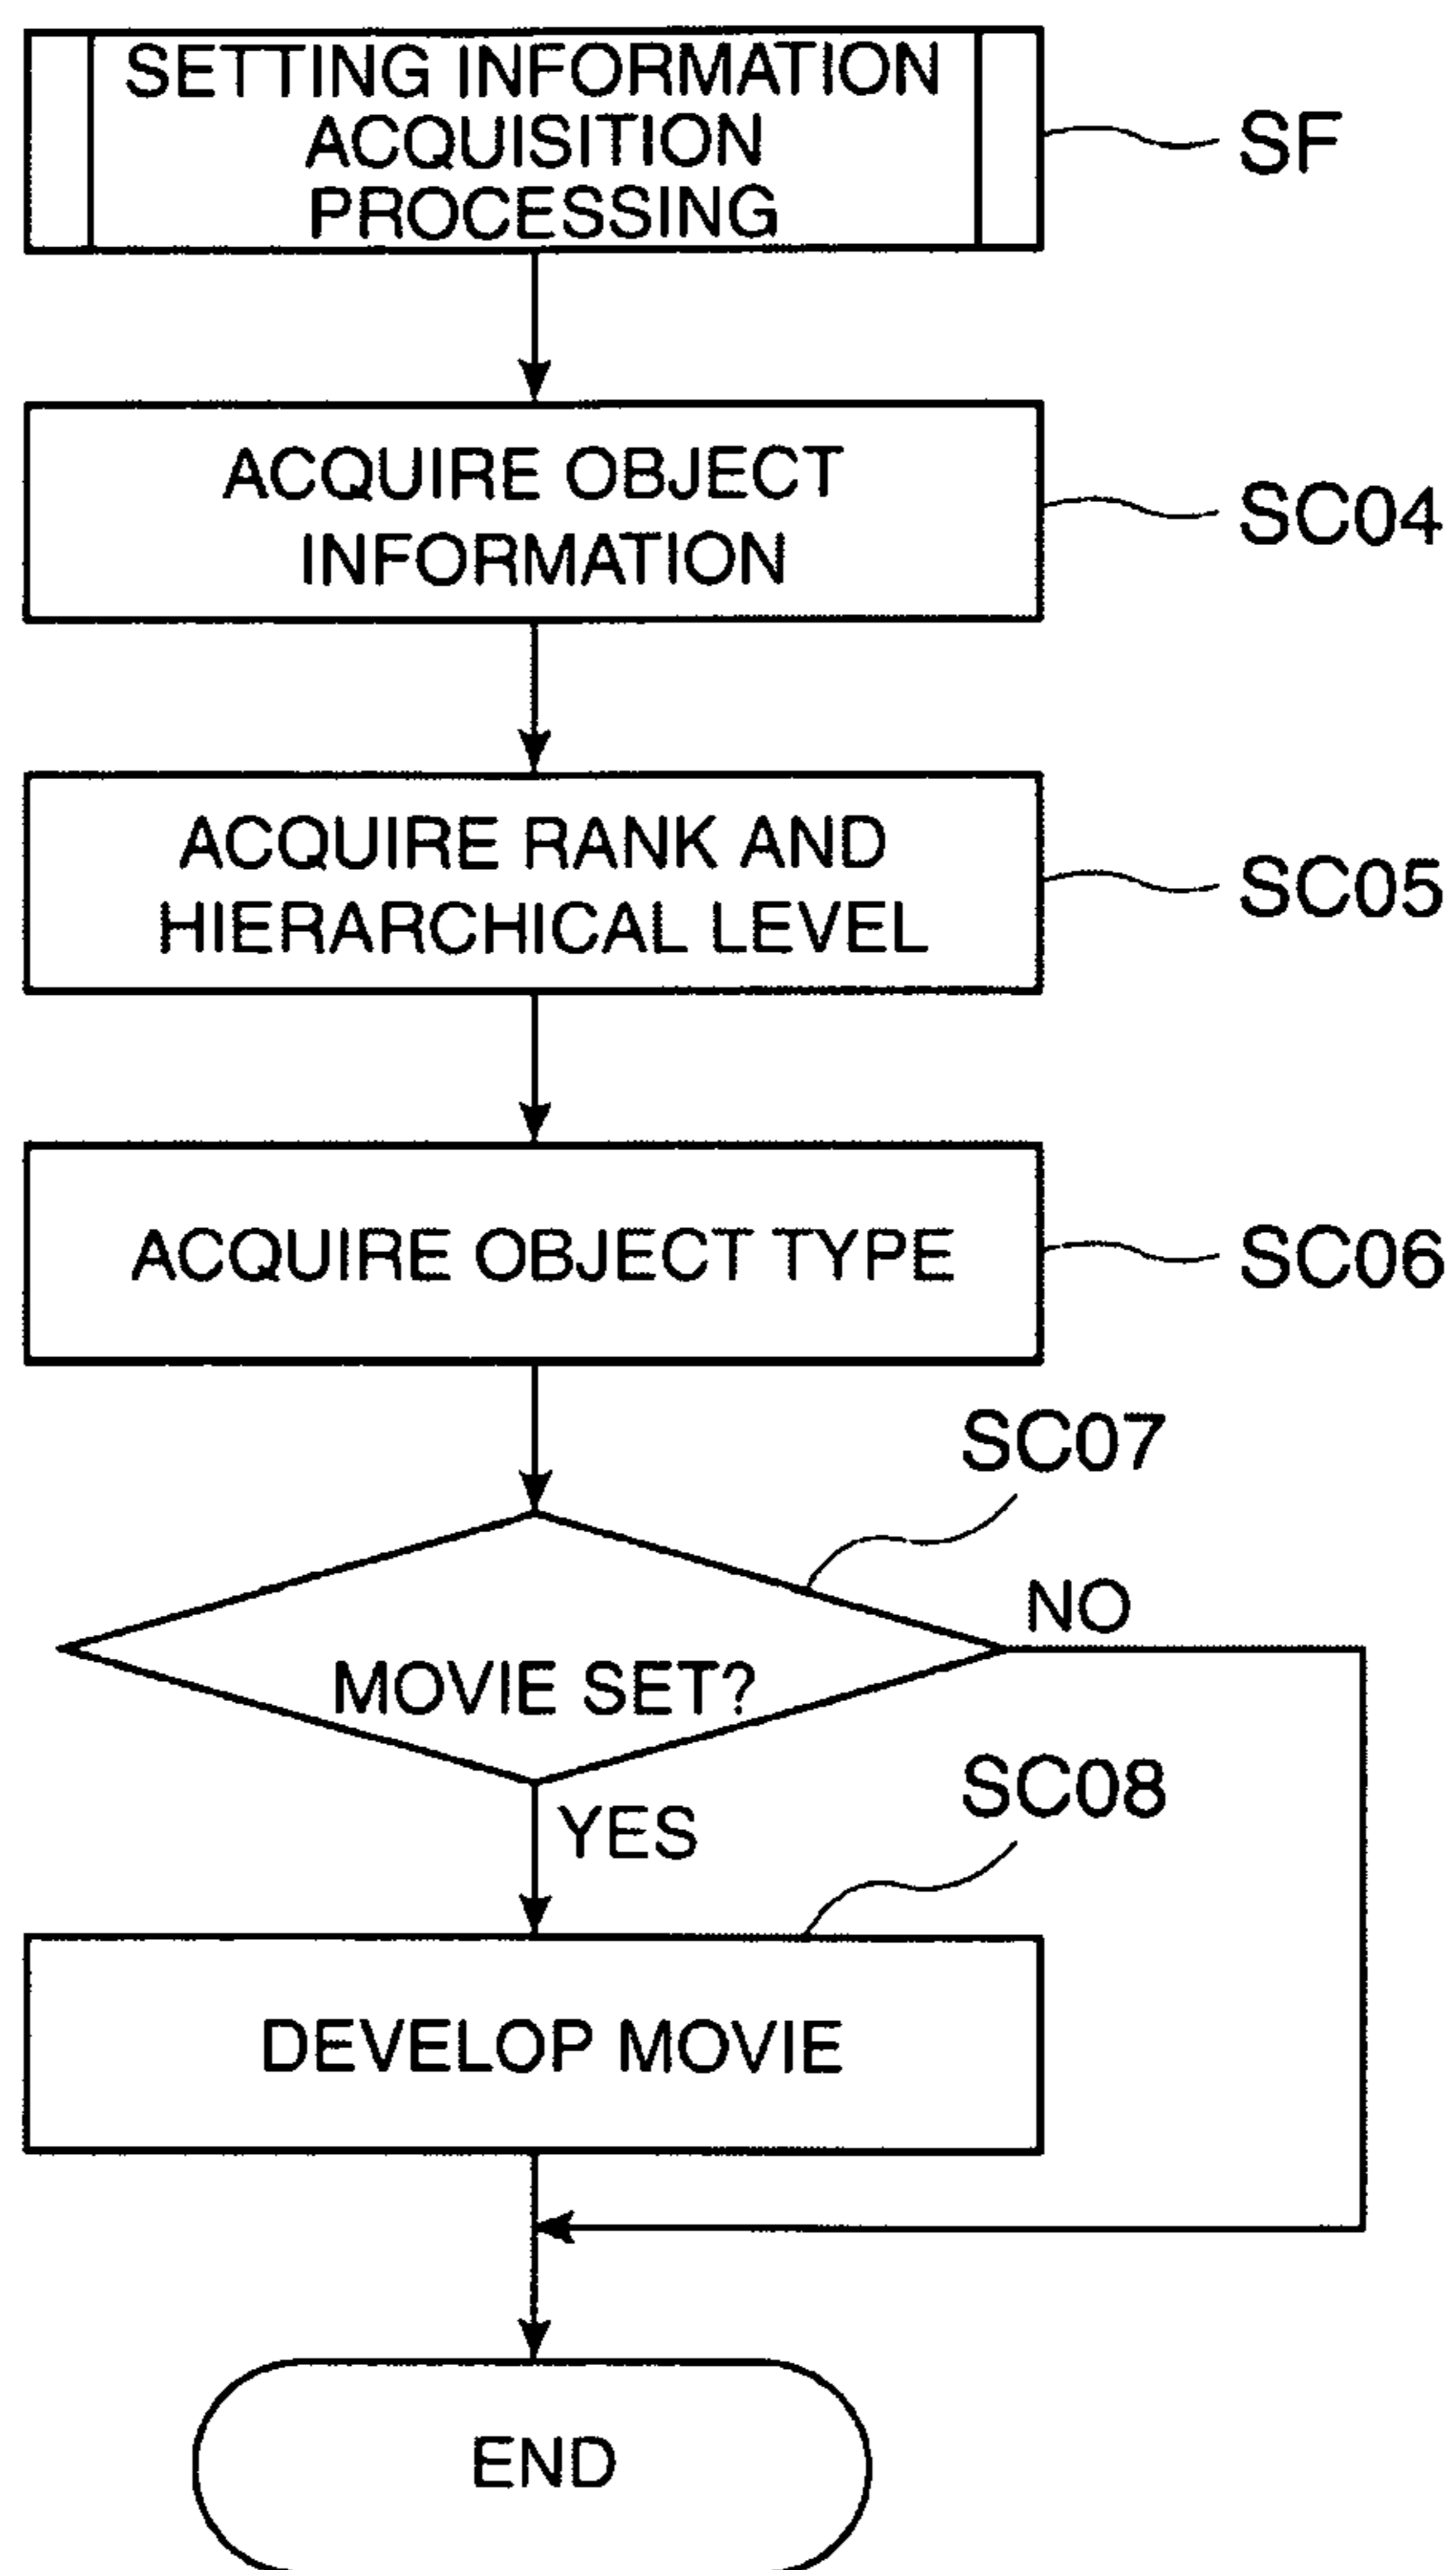 SETTING INFORMATION
ACQUISITION
PROCESSING
SF
ACQUIRE OBJECT
INFORMATION
SC04
ACQUIRE RANK AND
HIERARCHICAL LEVEL
SC05
ACQUIRE OBJECT TYPE
SC06
SC07
NO
MOVIE SET?
YES
SC08
DEVELOP MOVIE
END